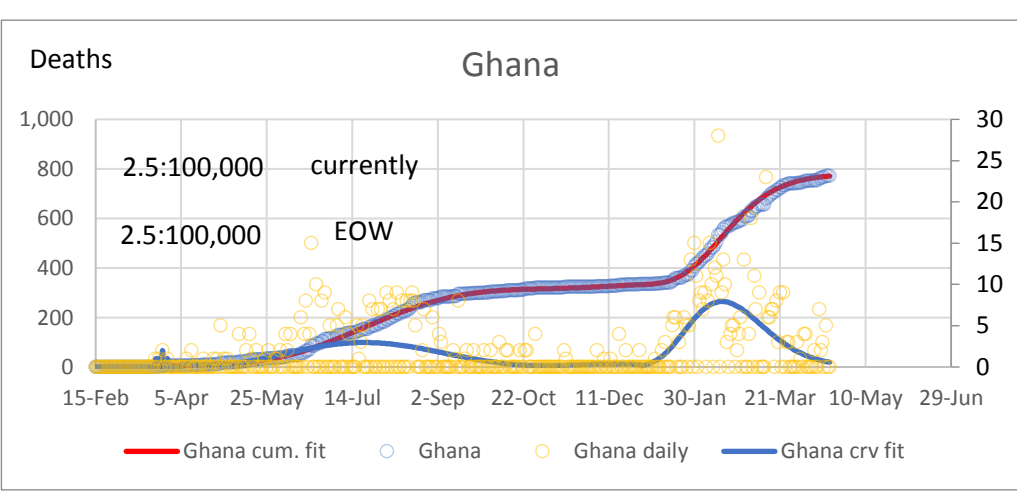 Deaths
Ghana
1,000
800
600
400
200
0
30
25
20
15
10
5
0
2.5:100,000 currently
2.5:100,000 EOW
15-Feb 5-Apr 25-May 14-Jul 2-Sep 22-Oct 11-Dec 30-Jan 21-Mar 10-May 29-Jun
Ghana cum. fit Ghana Ghana daily Ghana crv fit